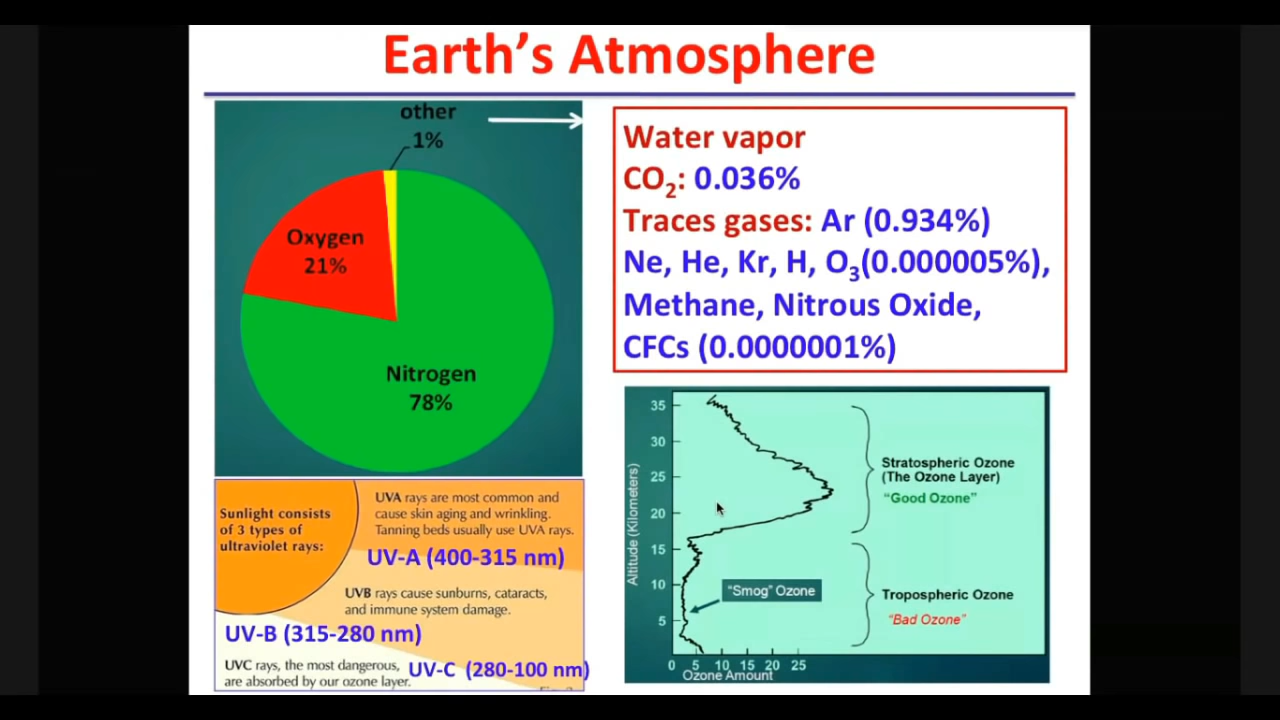 Earth's Atmosphere
other
1%
Oxygen
21%
Nitrogen
78%
Water vapor
CO₂: 0.036%
Traces gases: Ar (0.934%)
Ne, He, Kr, H, O₃(0.000005%),
Methane, Nitrous Oxide,
CFCs (0.0000001%)
Sunlight consists
of 3 types of
ultraviolet rays:
UVA rays are most common and
cause skin aging and wrinkling.
Tanning beds usually use UVA rays.
UV-A (400-315 nm)
UVB rays cause sunburns, cataracts,
and immune system damage.
UV-B (315-280 nm)
UVC rays, the most dangerous,
are absorbed by our ozone layer.
UV-C (280-100 nm)
Altitude (Kilometers)
35
30
25
20
15
10
5
0 5 10 15 20 25
Ozone Amount
Stratospheric Ozone
(The Ozone Layer)
“Good Ozone”
“Smog” Ozone
Tropospheric Ozone
“Bad Ozone”